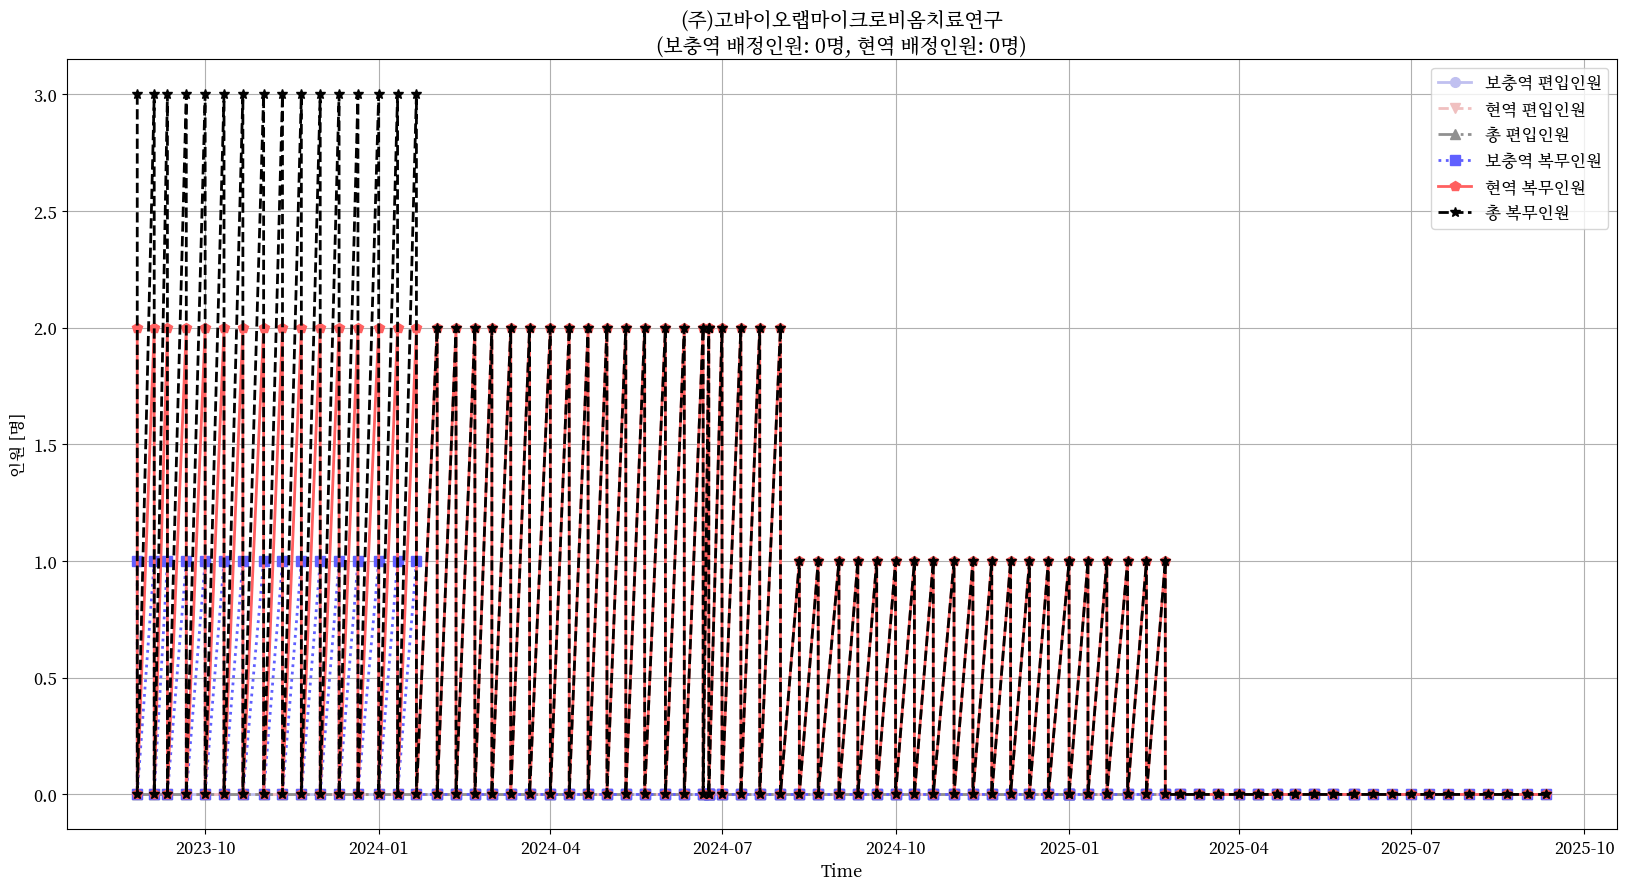 (주)고바이오랩마이크로비옴치료연구
(보충역 배정인원: 0명, 현역 배정인원: 0명)
보충역 편입인원
현역 편입인원
총 편입인원
보충역 복무인원
현역 복무인원
총 복무인원
인원 [명]
3.0
2.5
2.0
1.5
1.0
0.5
0.0
2023-10
2024-01
2024-04
2024-07
2024-10
2025-01
2025-04
2025-07
2025-10
Time